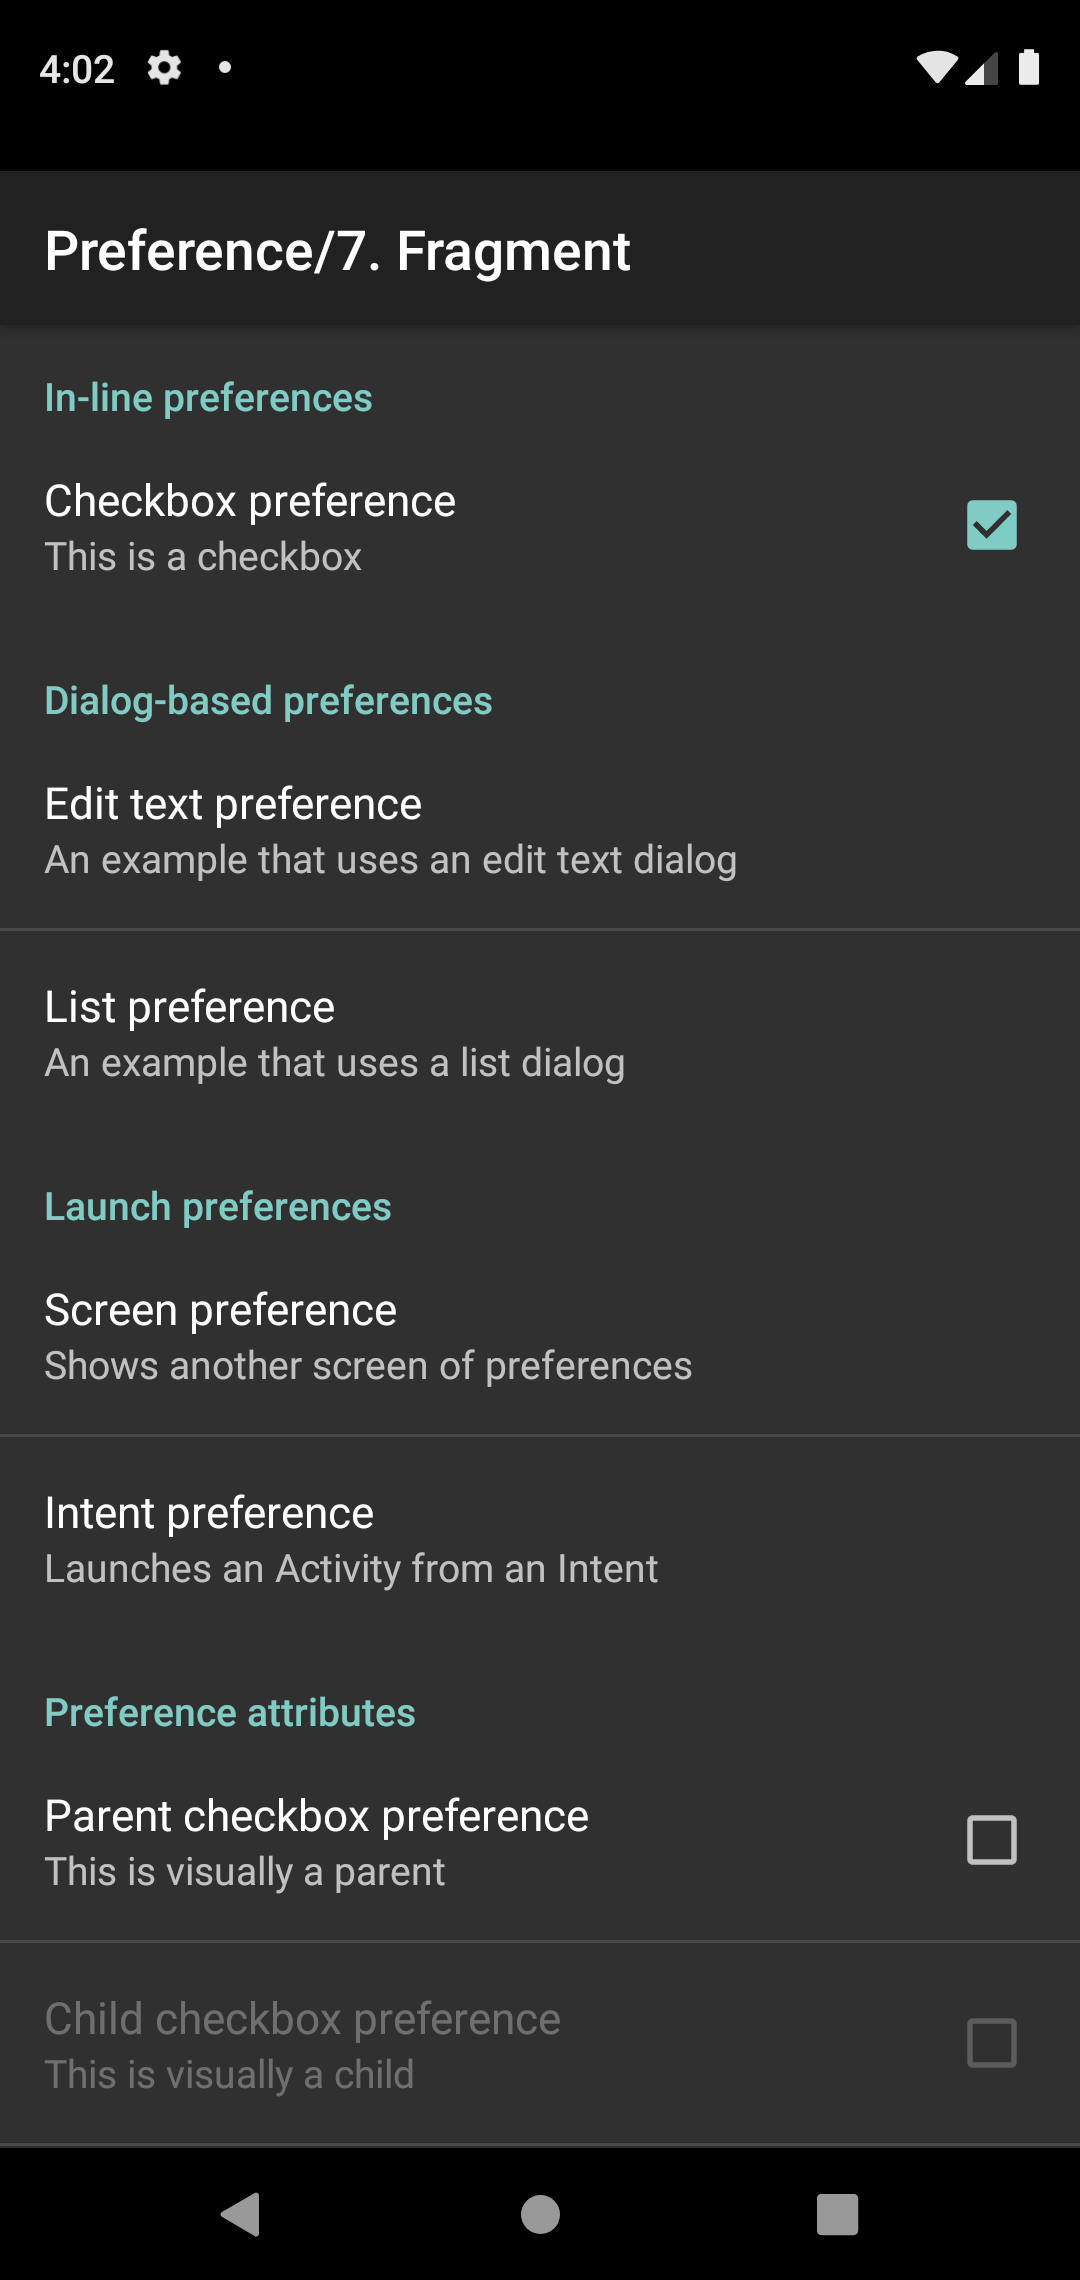 4:02
Preference/7. Fragment
In-line preferences
Checkbox preference
This is a checkbox
Dialog-based preferences
Edit text preference
An example that uses an edit text dialog
List preference
An example that uses a list dialog
Launch preferences
Screen preference
Shows another screen of preferences
Intent preference
Launches an Activity from an Intent
Preference attributes
Parent checkbox preference
This is visually a parent
Child checkbox preference
This is visually a child